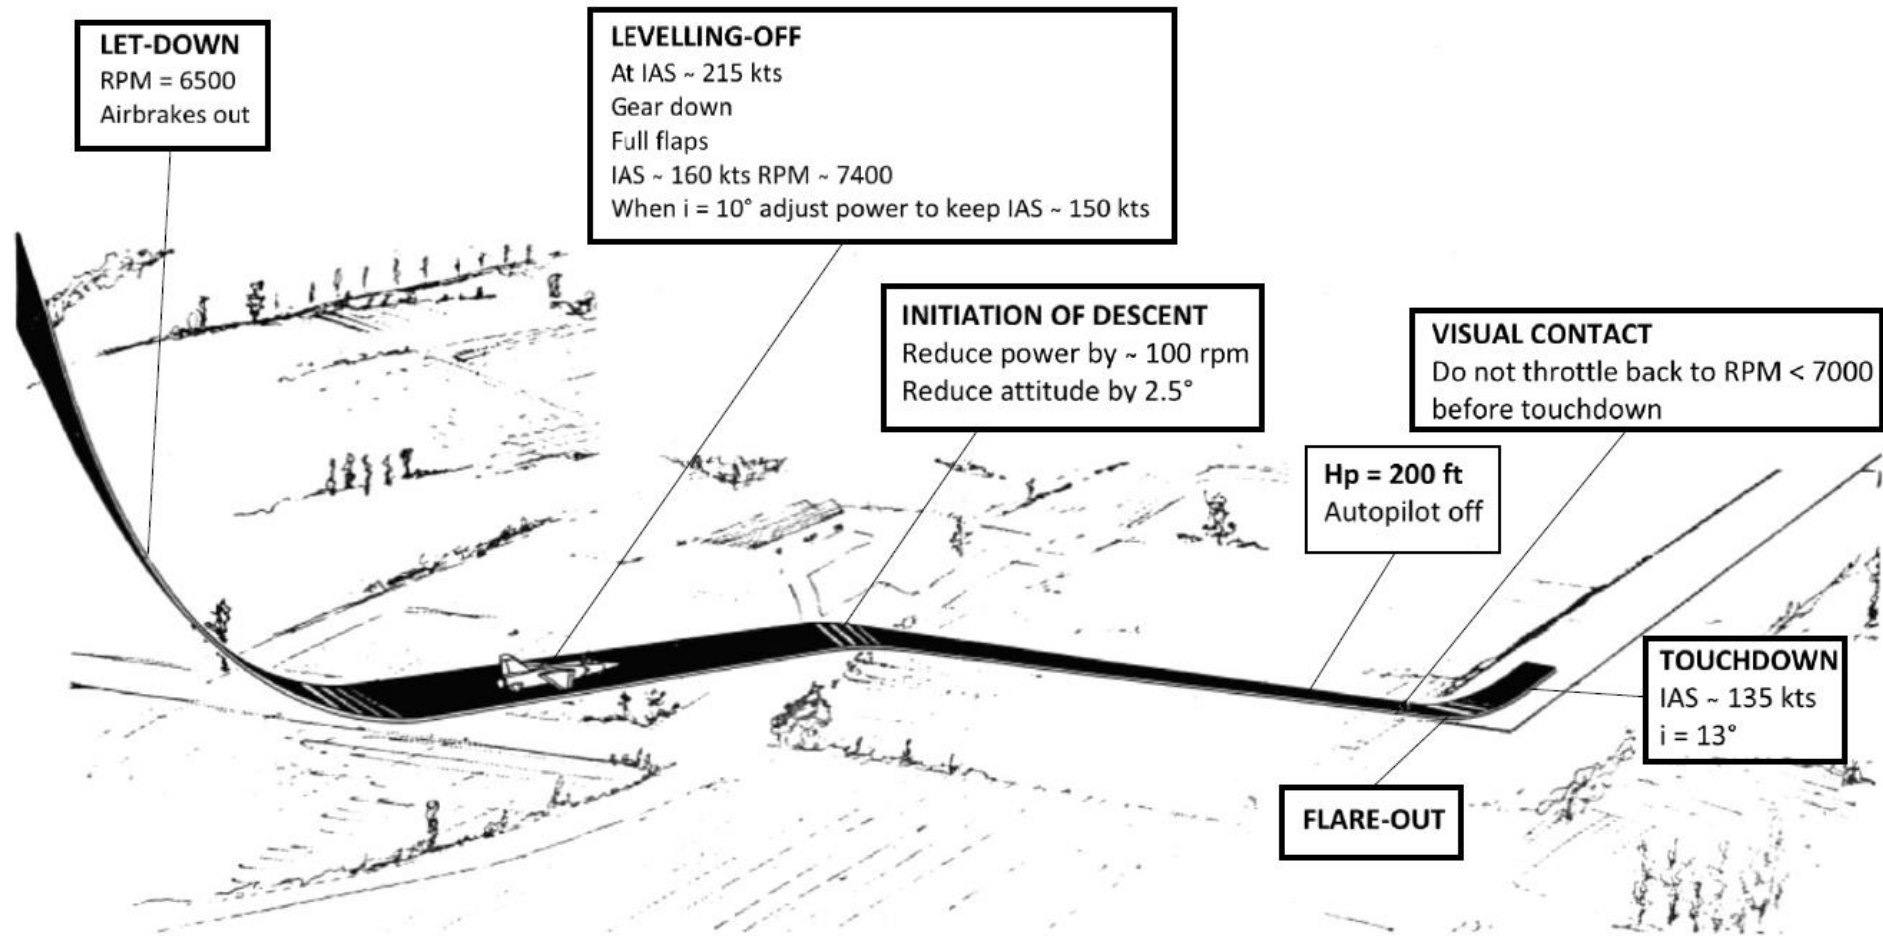 LET-DOWN
RPM = 6500
Airbrakes out
LEVELLING-OFF
At IAS ~ 215 kts
Gear down
Full flaps
IAS ~ 160 kts RPM ~ 7400
When i = 10° adjust power to keep IAS ~ 150 kts
INITIATION OF DESCENT
Reduce power by ~ 100 rpm
Reduce attitude by 2.5°
VISUAL CONTACT
Do not throttle back to RPM < 7000
before touchdown
Hp = 200 ft
Autopilot off
TOUCHDOWN
IAS ~ 135 kts
i = 13°
FLARE-OUT